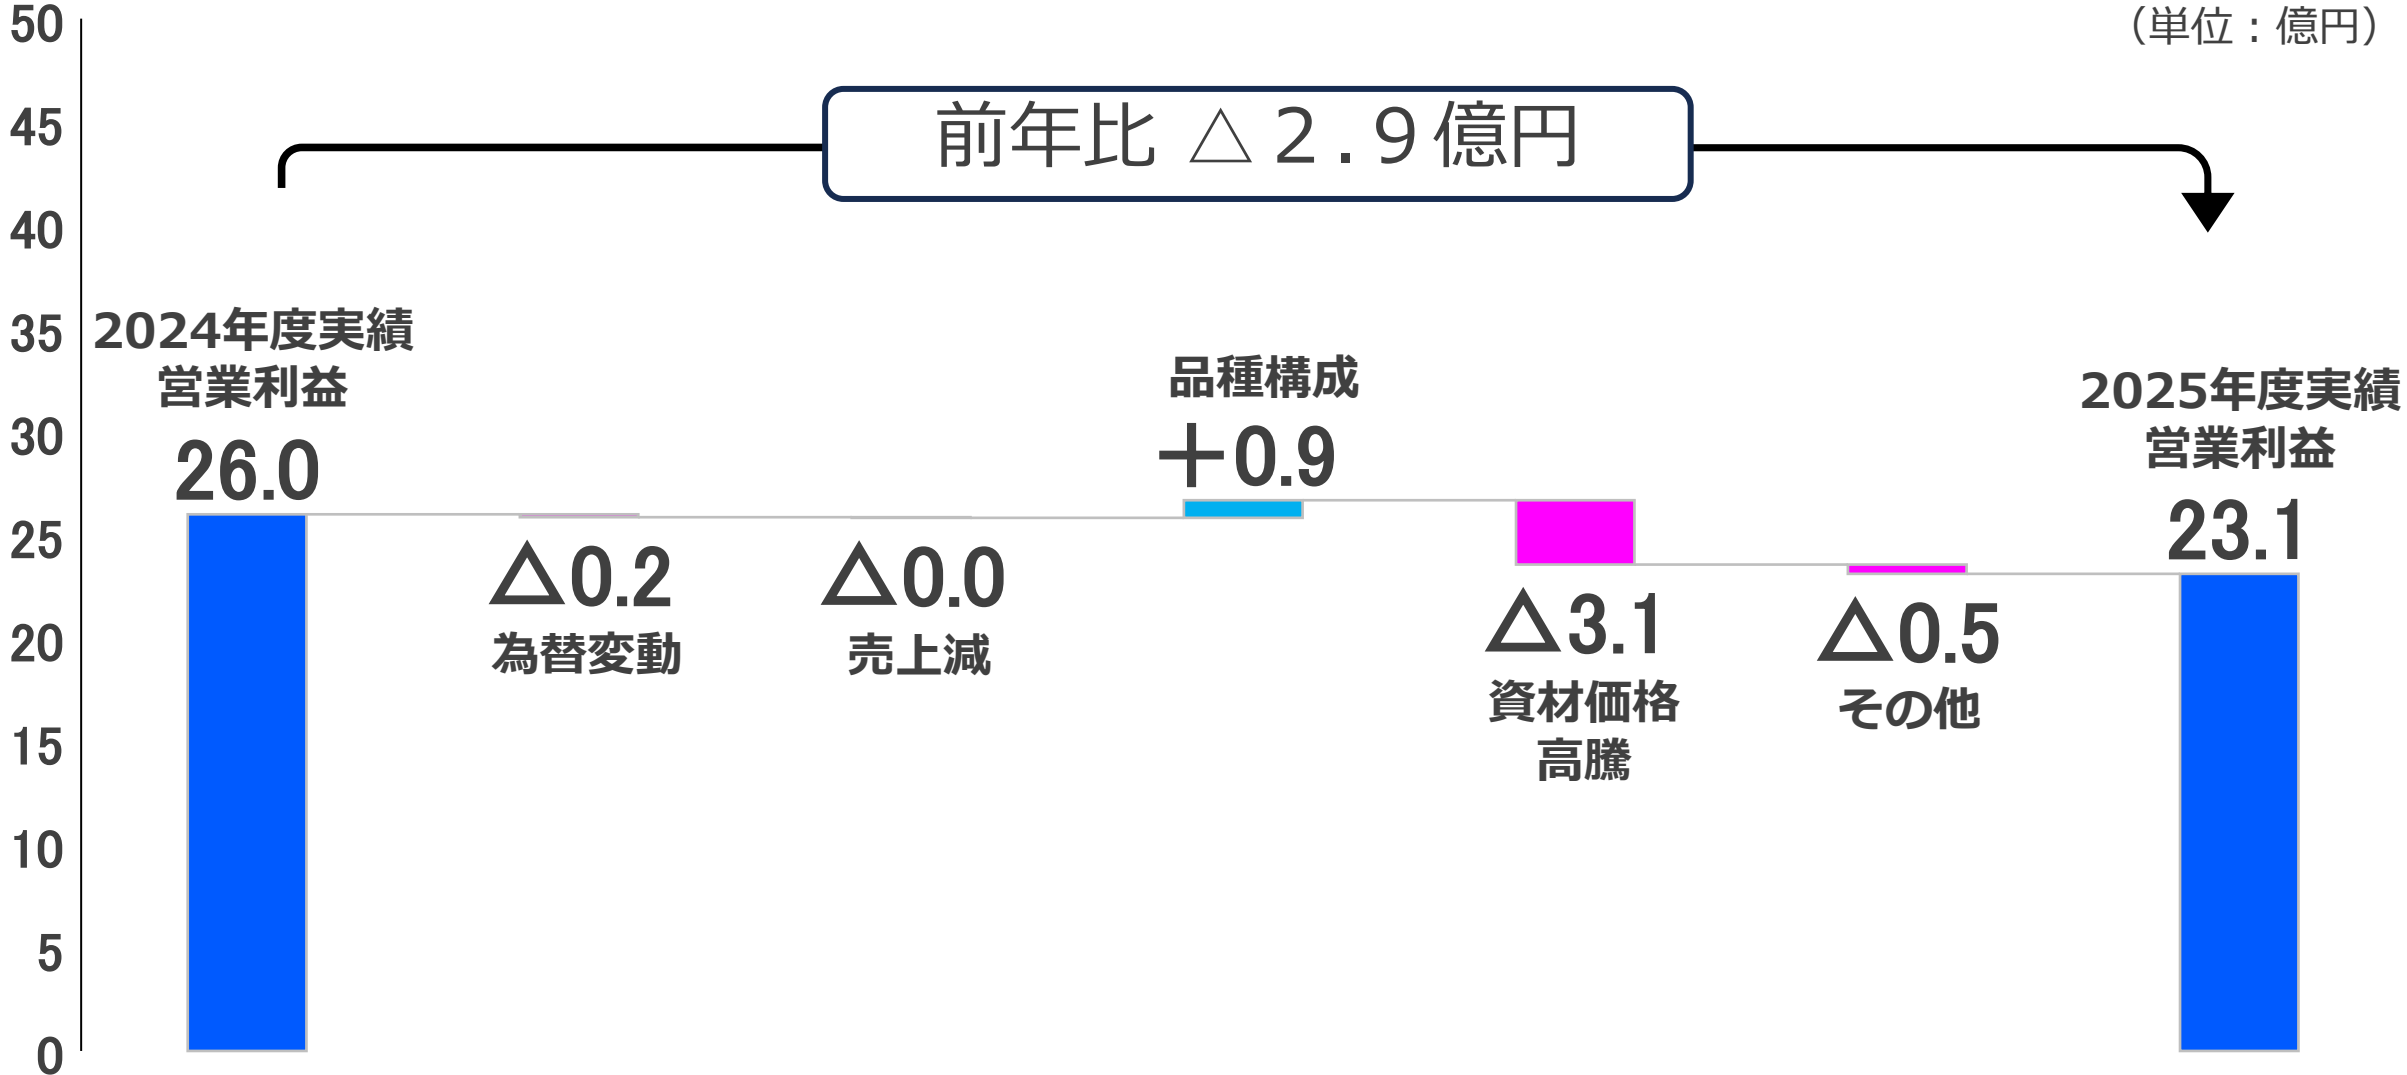 （単位：億円）
前年比 △２.９億円
50
45
40
35
30
25
20
15
10
5
0
2024年度実績
営業利益
26.0
△0.2
為替変動
△0.0
売上減
品種構成
＋0.9
△3.1
資材価格
高騰
△0.5
その他
2025年度実績
営業利益
23.1